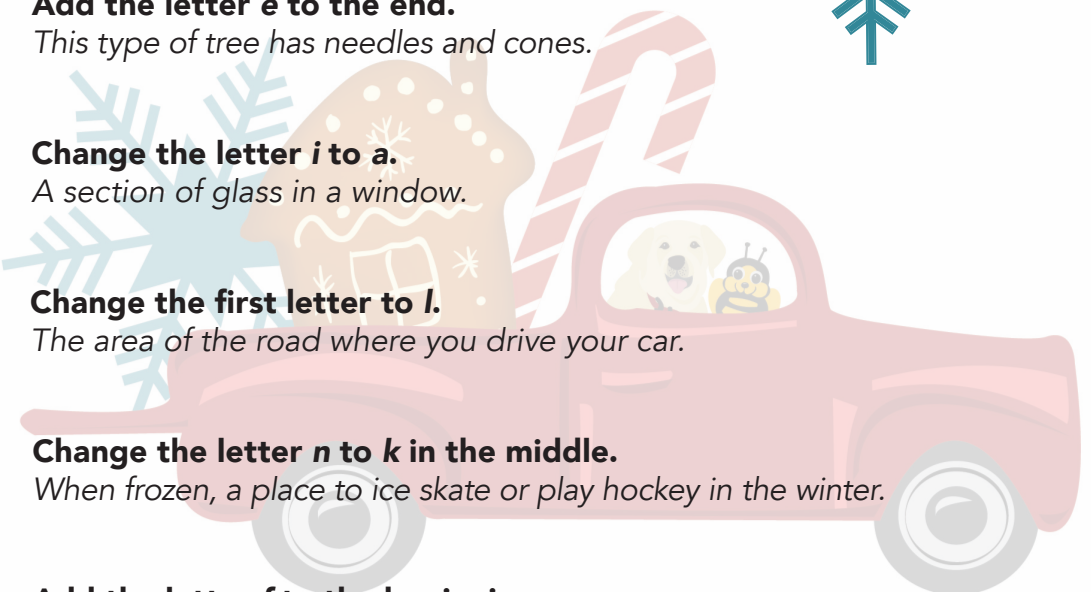 Add the letter e to the end.
This type of tree has needles and cones.
Change the letter i to a.
A section of glass in a window.
Change the first letter to l.
The area of the road where you drive your car.
Change the letter n to k in the middle.
When frozen, a place to ice skate or play hockey in the winter.